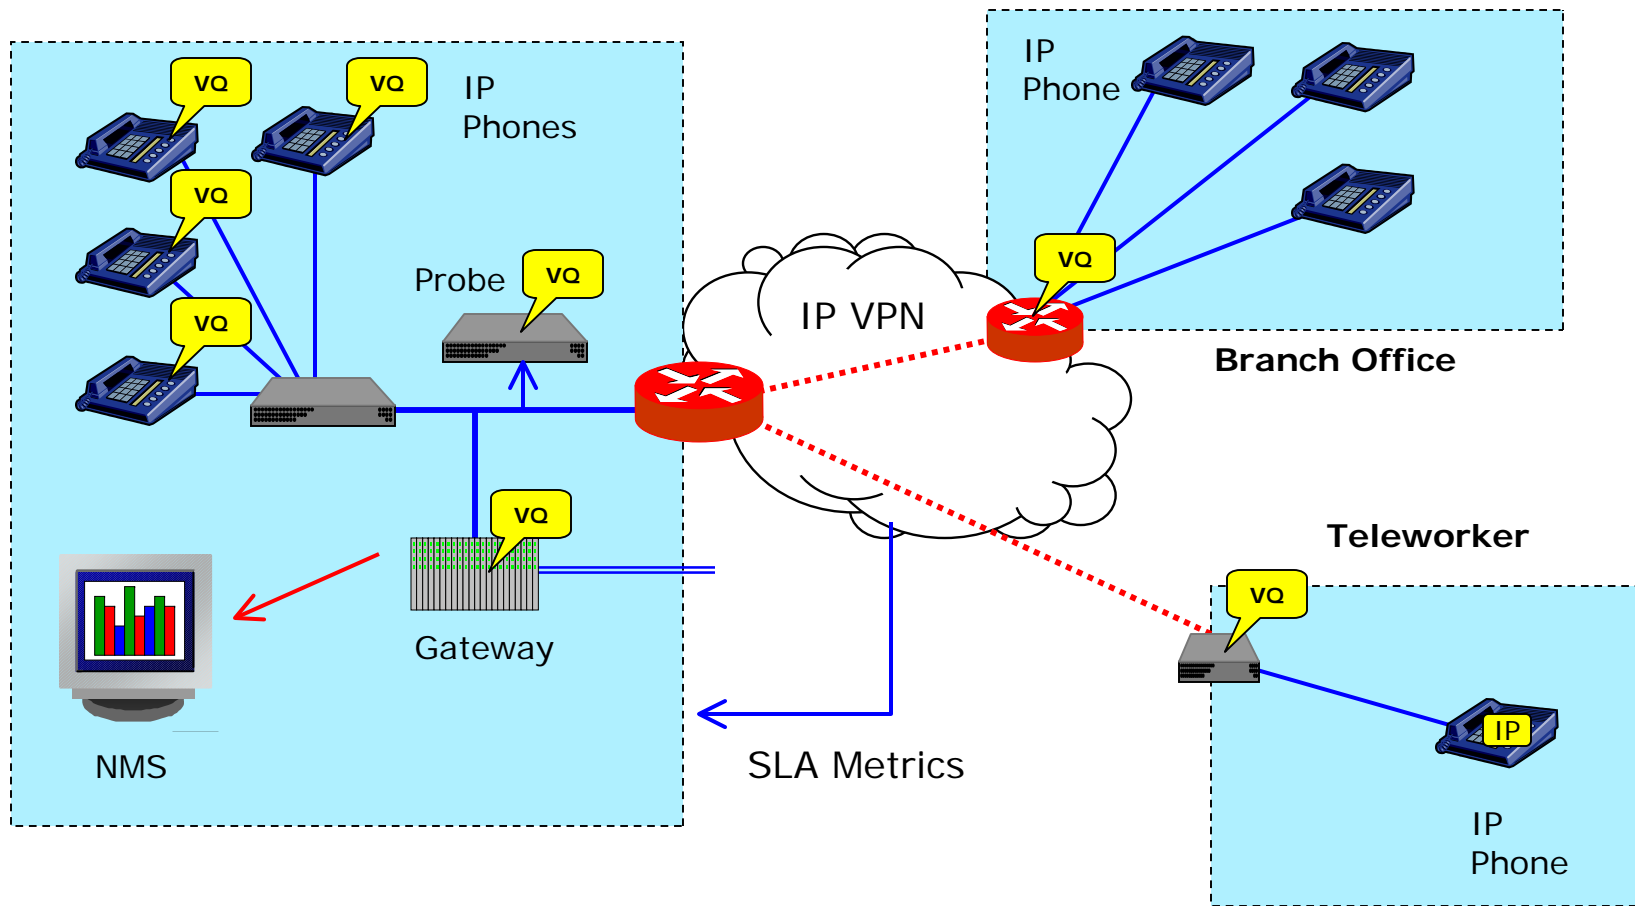 VQ
VQ
IP
Phones
VQ
VQ
Probe
VQ
VQ
Gateway
NMS
IP VPN
SLA Metrics
IP
Phone
VQ
Branch Office
Teleworker
VQ
IP
IP
Phone